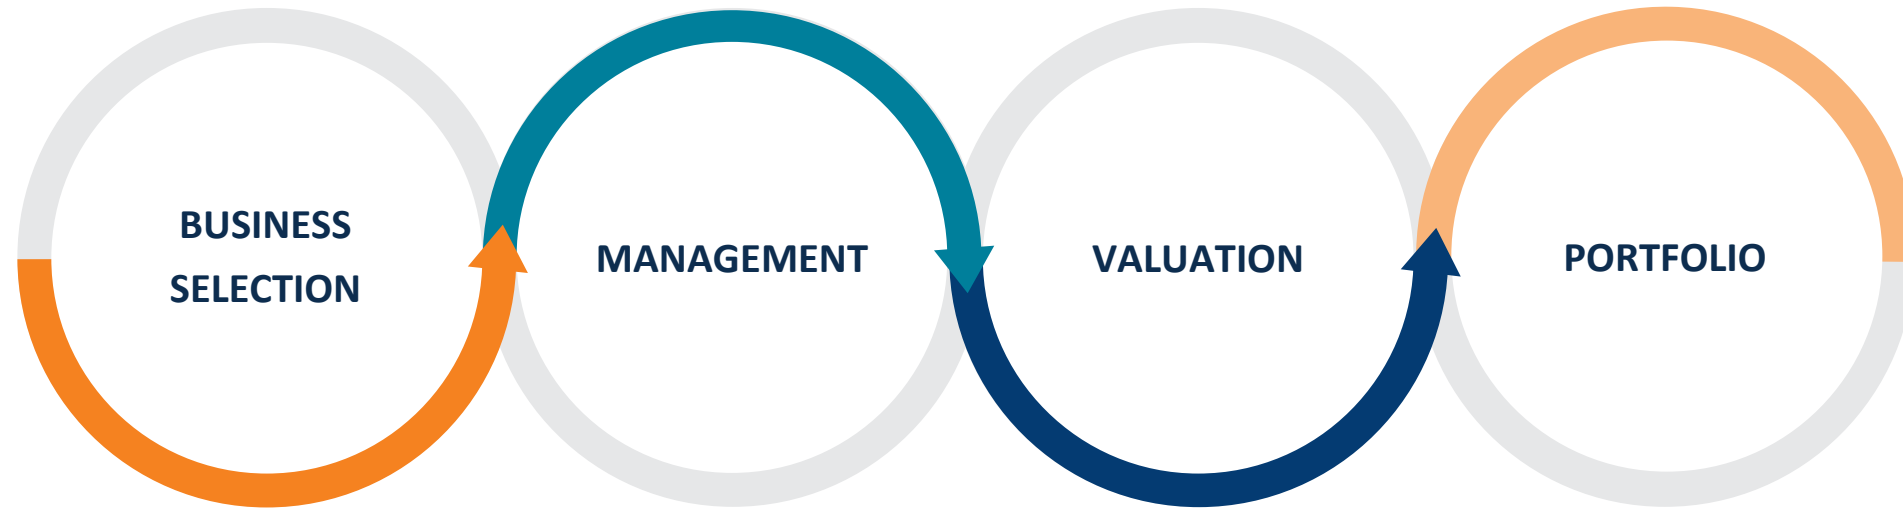 BUSINESS
SELECTION
MANAGEMENT
VALUATION
PORTFOLIO